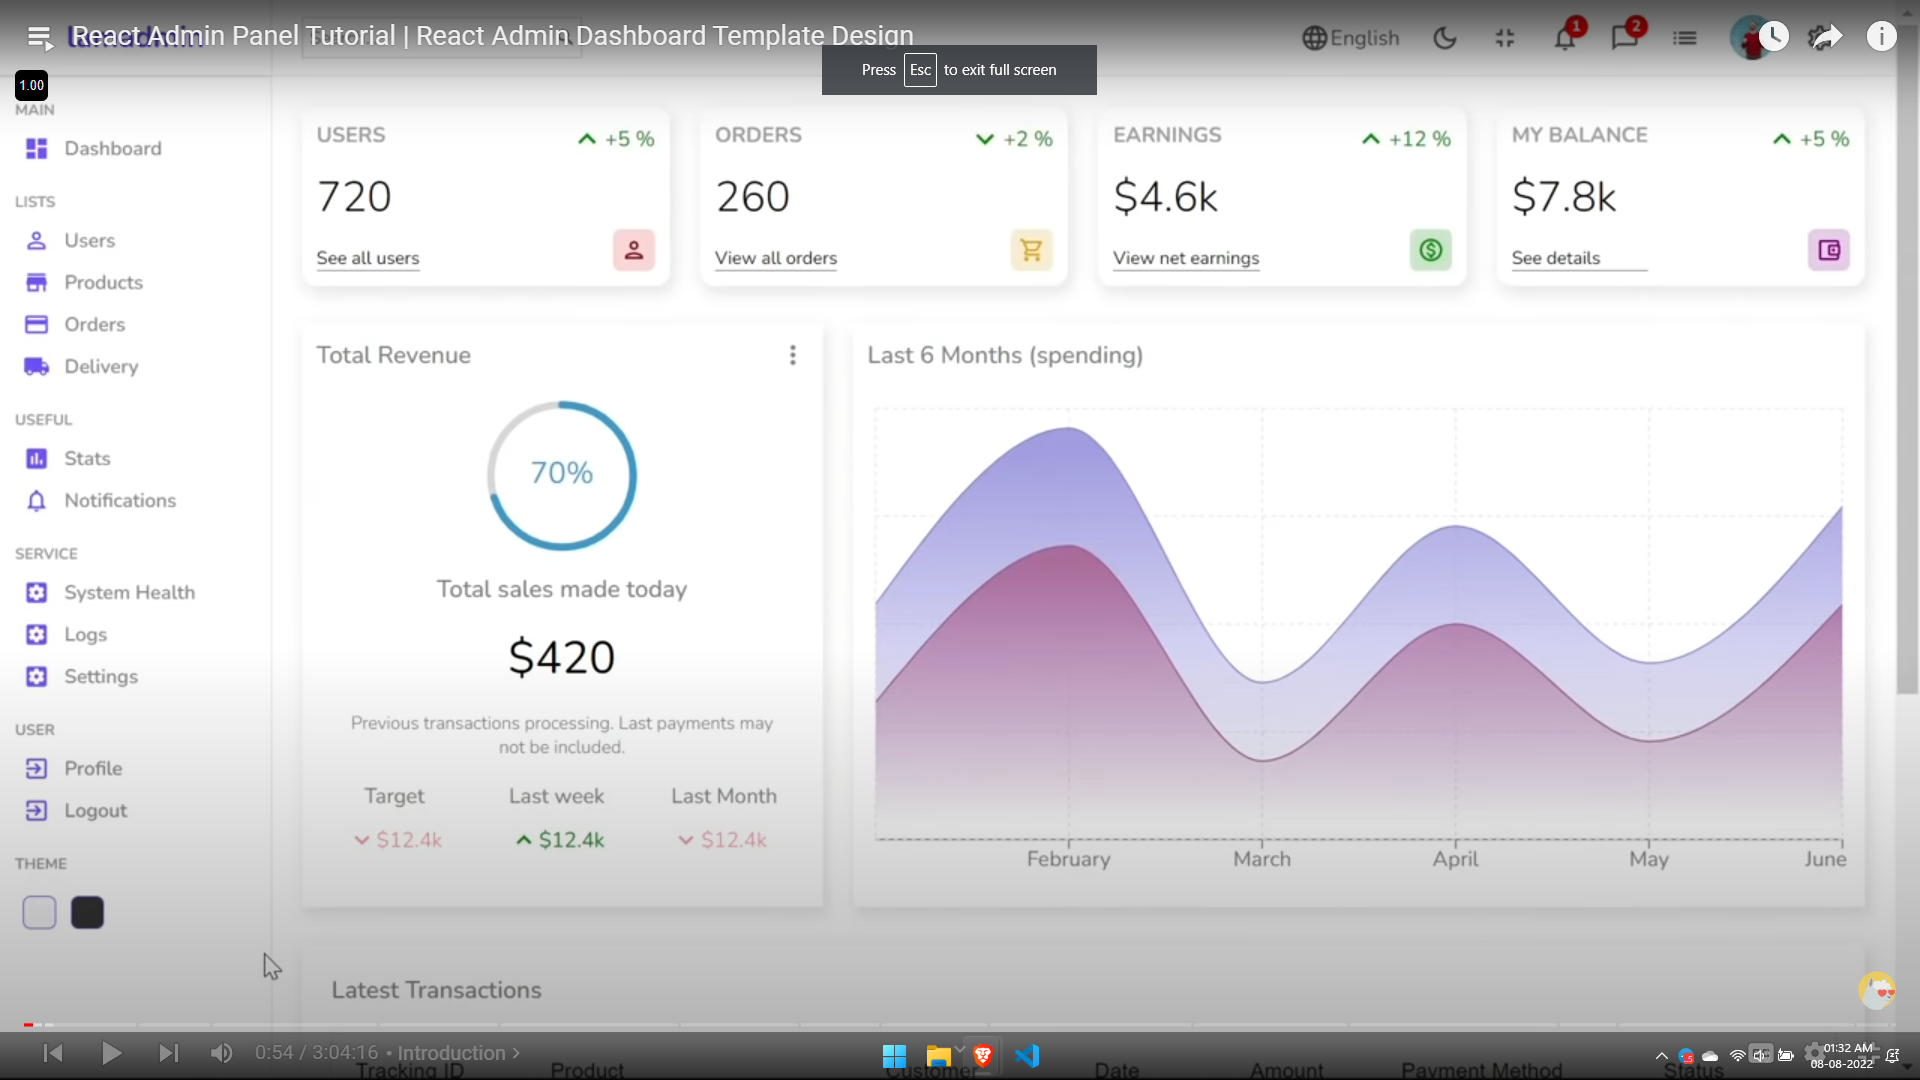 React Admin Panel Tutorial | React Admin Dashboard Template Design
English
1
2
Press Esc to exit full screen
1.00
MAIN
Dashboard
LISTS
Users
Products
Orders
Delivery
USEFUL
Stats
Notifications
SERVICE
System Health
Logs
Settings
USER
Profile
Logout
THEME
USERS
+5 %
720
See all users
ORDERS
+2 %
260
View all orders
EARNINGS
+12 %
$4.6k
View net earnings
MY BALANCE
+5 %
$7.8k
See details
Total Revenue
70%
Total sales made today
$420
Previous transactions processing. Last payments may
not be included.
Target Last week Last Month
$12.4k $12.4k $12.4k
Last 6 Months (spending)
February March April May June
Latest Transactions
0:54 / 3:04:16 • Introduction
Tracking ID Product Customer Date Amount Payment Method Status
01:32 AM
08-08-2022